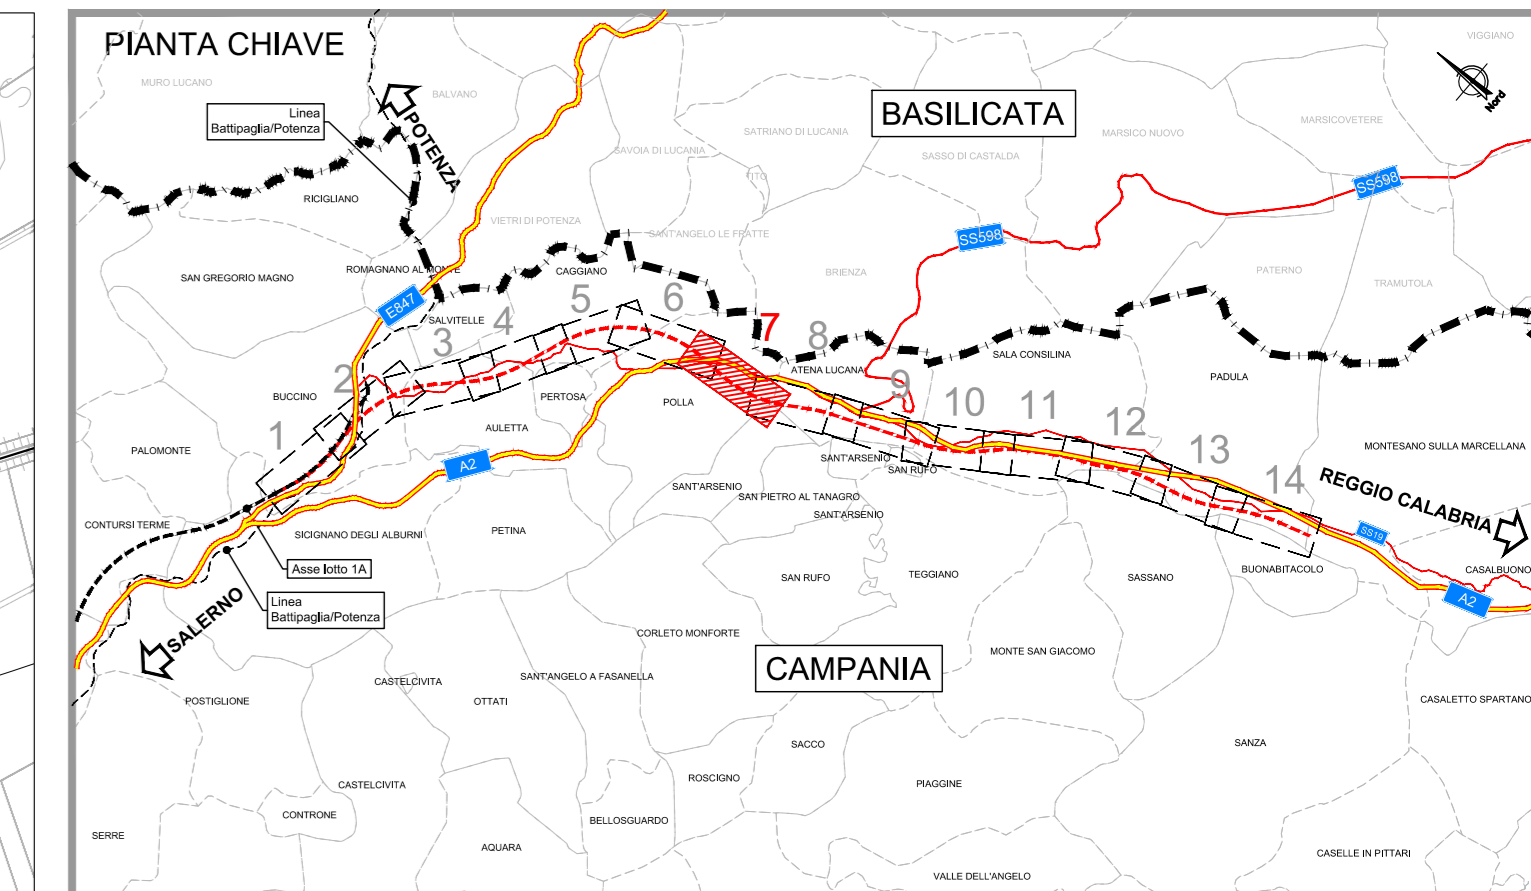 PIANTA CHIAVE
VIGGIANO
MURO LUCANO
BALVANO
Nord
Linea
Battipaglia/Potenza
BASILICATA
POTENZA
SATRIANO DI LUCANIA
MARSICO NUOVO
MARSICOVETERE
SAVOIA DI LUCANIA
SASSO DI CASTALDA
TITO
SS598
RICIGLIANO
VIETRI DI POTENZA
SANT'ANGELO LE FRATTE
SS598
SAN GREGORIO MAGNO
ROMAGNANO AL MONTE
CAGGIANO
BRIENZA
PATERNO
TRAMUTOLA
E847
SALVITELLE
5
6
7
8
4
3
2
SALA CONSILINA
ATENA LUCANA
PADULA
BUCCINO
PERTOSA
POLLA
9
10
11
12
13
14
1
AULETTA
PALOMONTE
A2
MONTESANO SULLA MARCELLANA
SANT'ARSENIO
SAN RUFO
SANT'ARSENIO
SAN PIETRO AL TANAGRO
SANT'ARSENIO
REGGIO CALABRIA
CONTURSI TERME
SICIGNANO DEGLI ALBURNI
PETINA
SS19
Asse lotto 1A
SAN RUFO
TEGGIANO
SASSANO
BUONABITACOLO
CASALBUONO
A2
Linea
Battipaglia/Potenza
SALERNO
CORLETO MONFORTE
MONTE SAN GIACOMO
CAMPANIA
CASTELCIVITA
SANT'ANGELO A FASANELLA
POSTIGLIONE
OTTATI
CASALETTO SPARTANO
SACCO
SANZA
ROSCIGNO
PIAGGINE
CASTELCIVITA
CONTRONE
BELLOSGUARDO
SERRE
AQUARA
CASELLE IN PITTARI
VALLE DELL'ANGELO